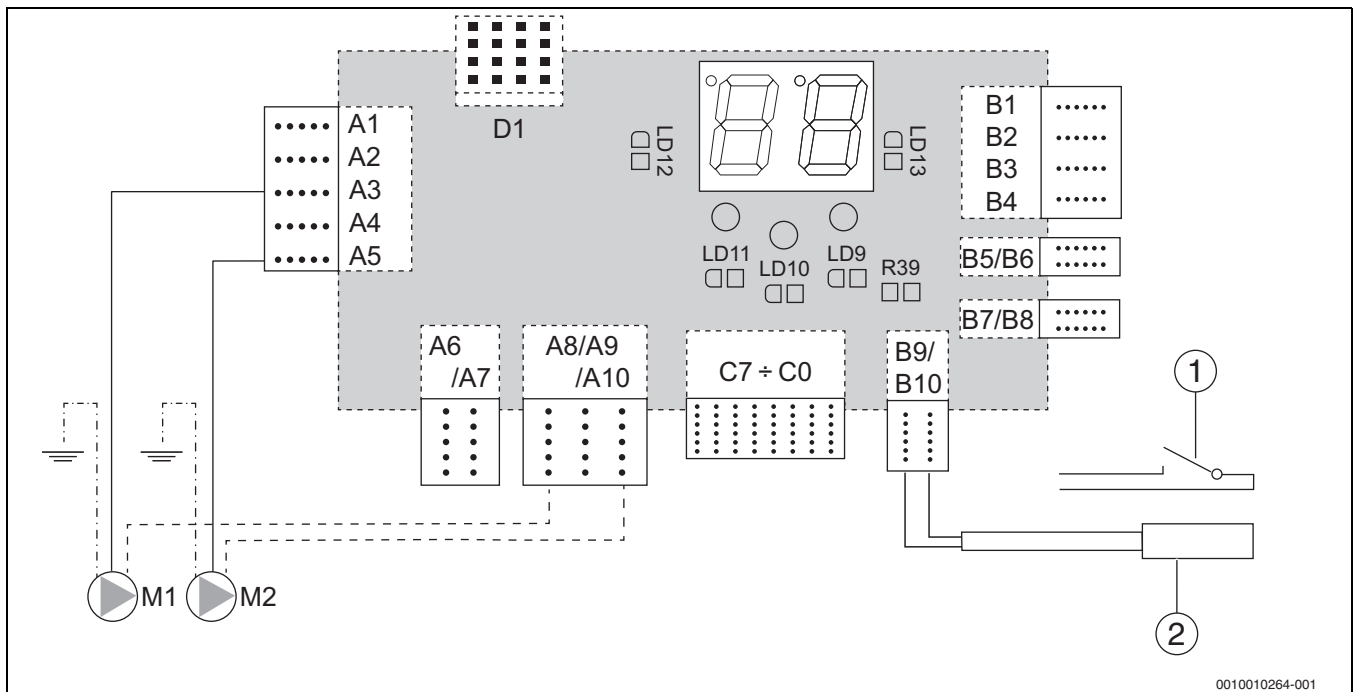 A1
A2
A3
A4
A5
D1
LD12
LD13
LD11
LD10
LD9
R39
B1
B2
B3
B4
B5/B6
B7/B8
A6
/A7
A8/A9
/A10
C7 ÷ C0
B9/
B10
1
M1
M2
2
0010010264-001